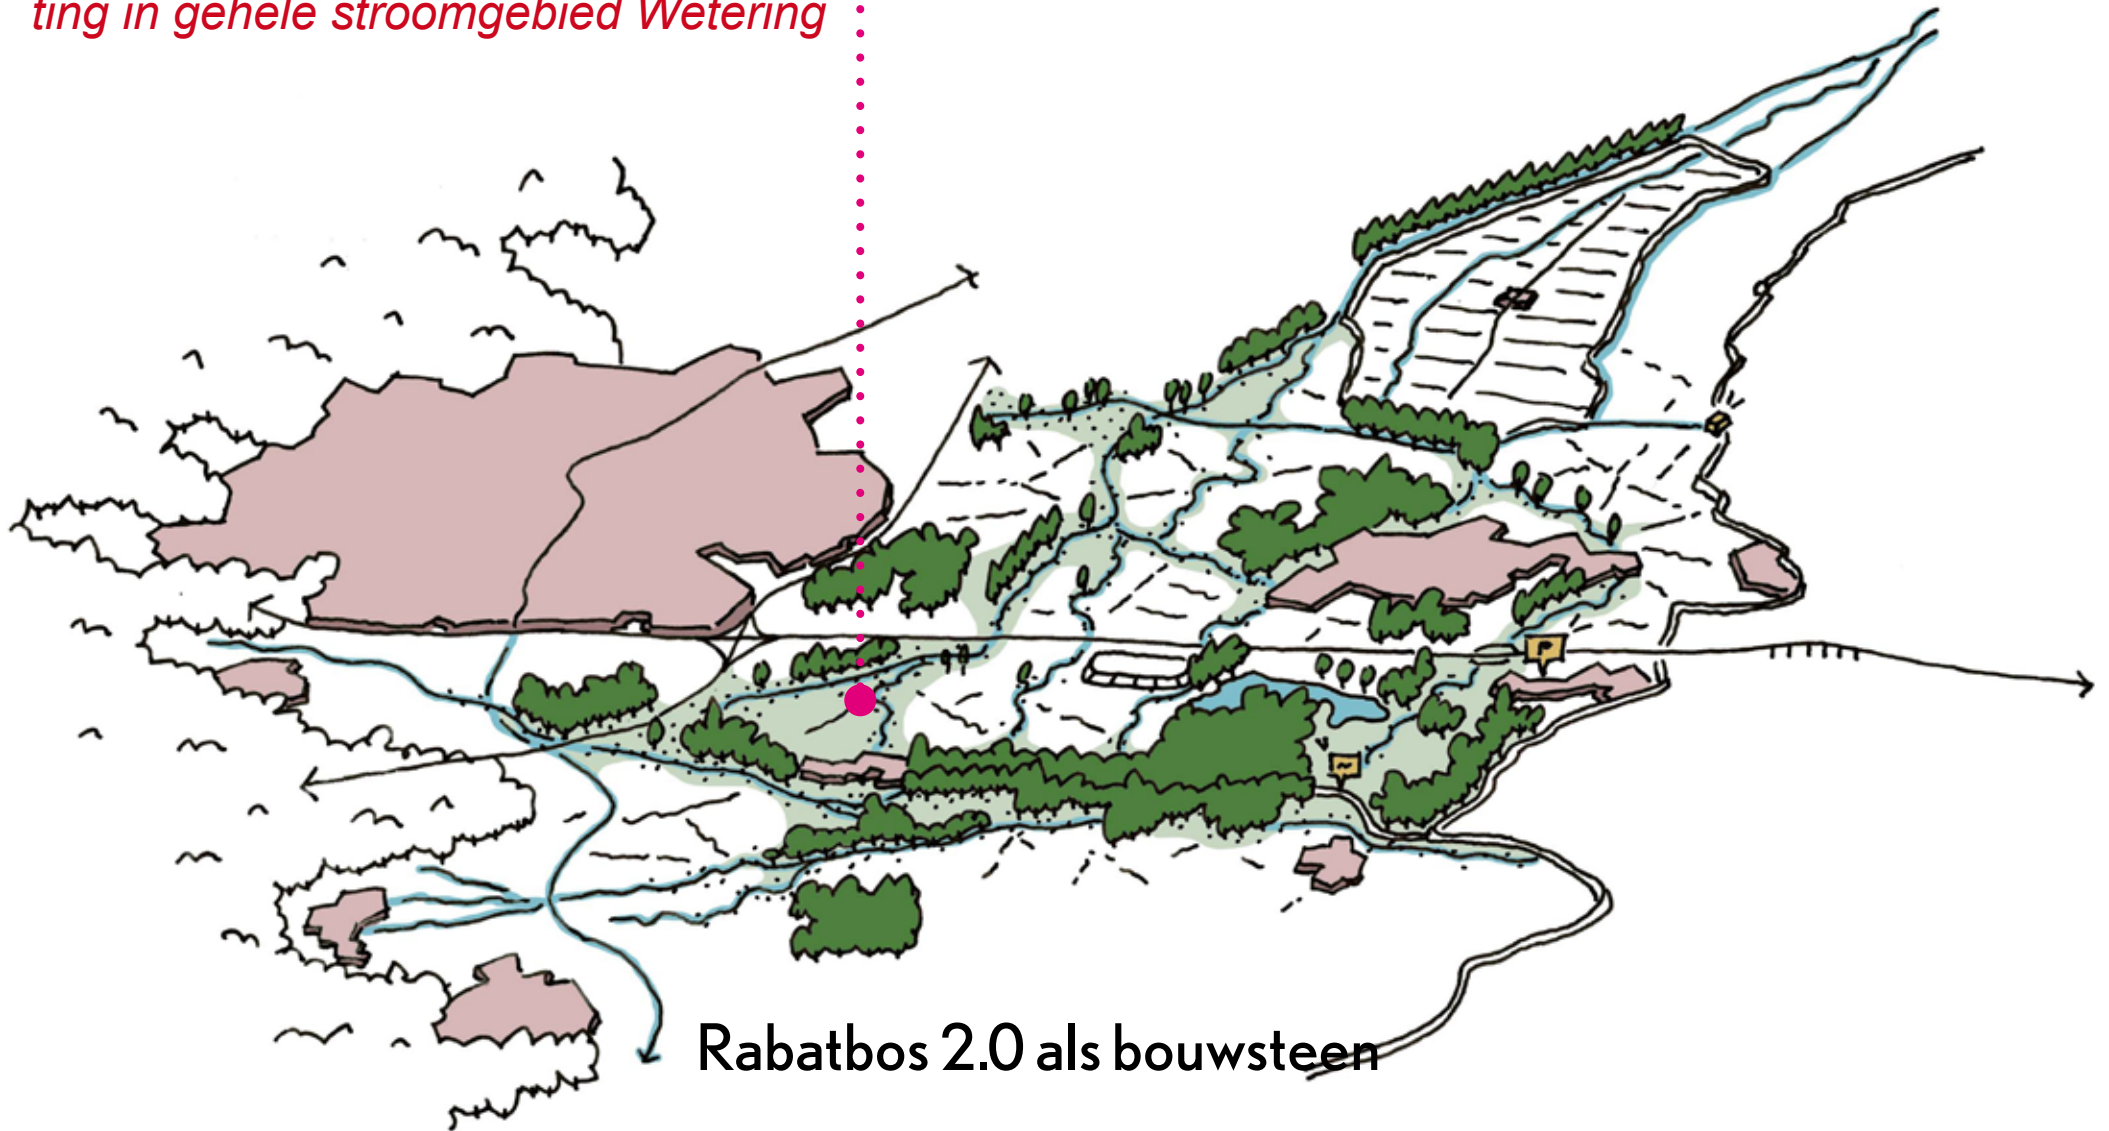 ting in gehele stroomgebied Wetering
P
Rabatbos 2.0 als bouwsteen